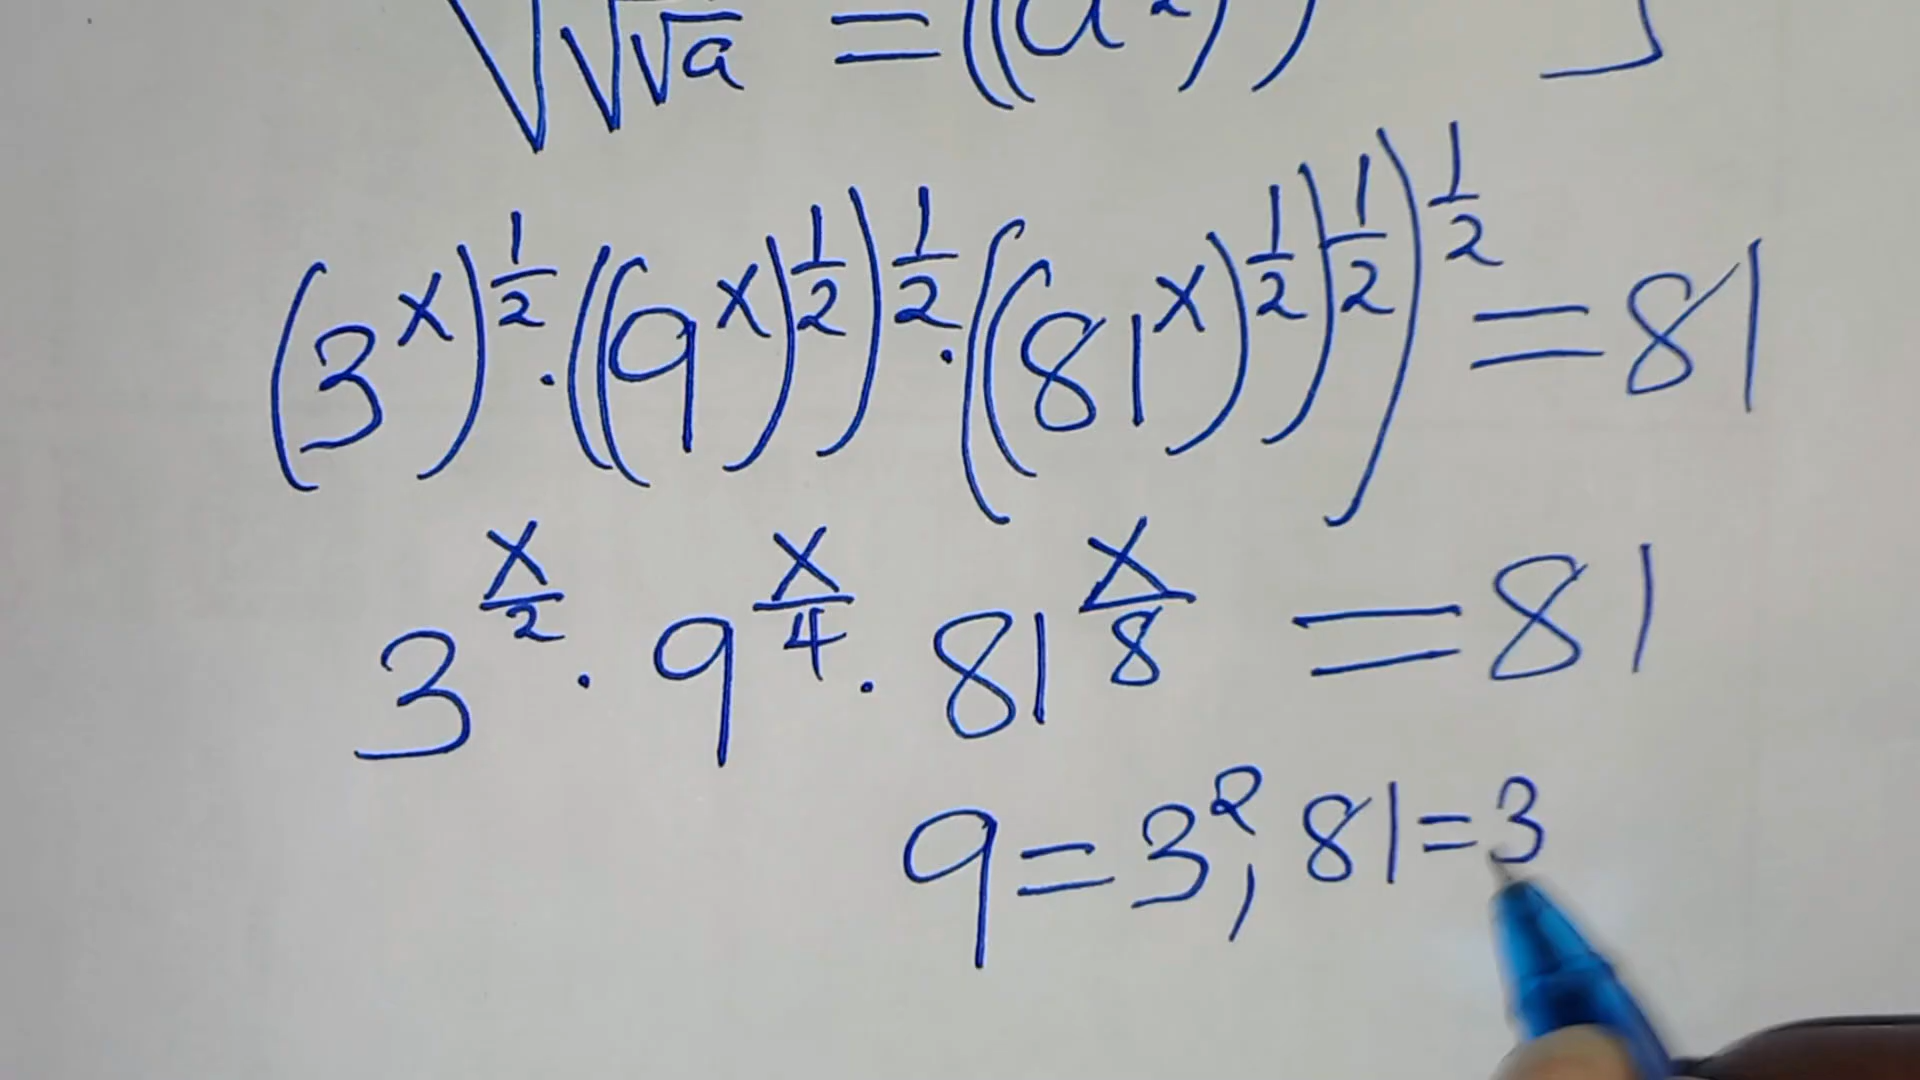 √√√a = ((a^2))]
(3^x)^(1/2) · ((9^x)^(1/2))^(1/2) · ((81^x)^(1/2))^(1/2))^(1/2) = 81
3^(x/2) · 9^(x/4) · 81^(x/8) = 81
9 = 3^2, 81 = 3